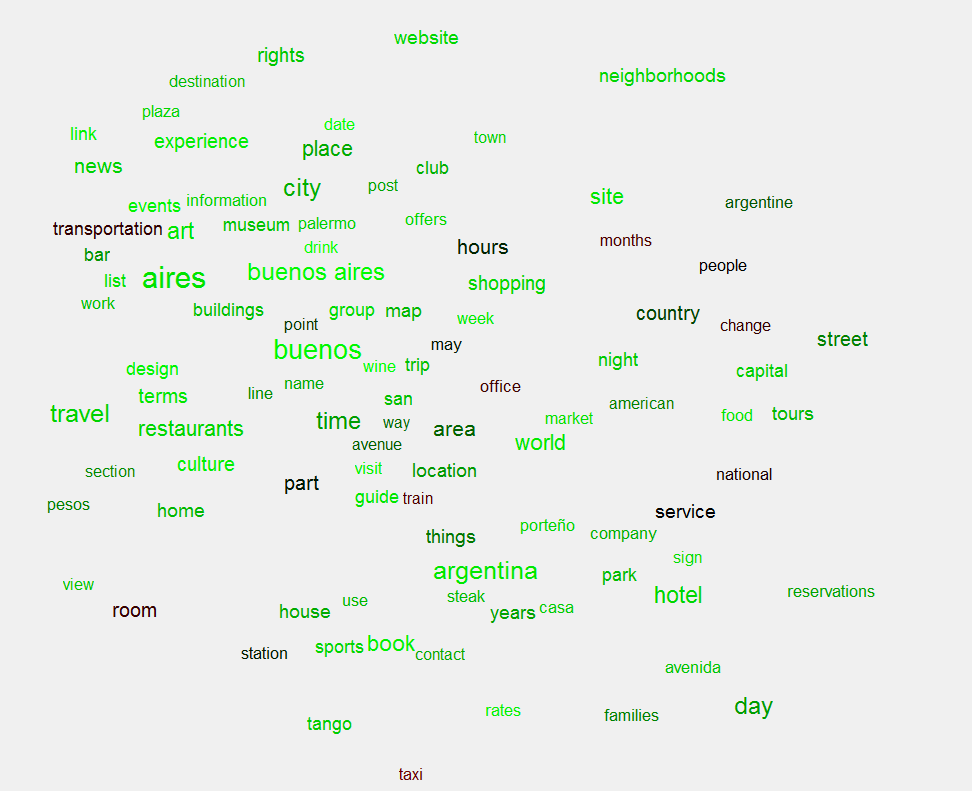 website
rights
neighborhoods
destination
plaza
date
link
experience
town
place
news
club
city
post
site
information
events
argentine
museum
palermo
offers
transportation
art
months
drink
hours
bar
people
buenos aires
aires
list
shopping
work
buildings
group
map
country
week
point
change
street
may
buenos
night
wine
trip
design
capital
name
office
line
terms
san
american
travel
market
food
tours
time
way
restaurants
area
avenue
world
culture
visit
location
section
national
part
guide
train
pesos
home
service
porteño
company
things
sign
argentina
park
view
reservations
hotel
steak
use
casa
room
house
years
book
sports
station
contact
avenida
day
rates
families
tango
taxi